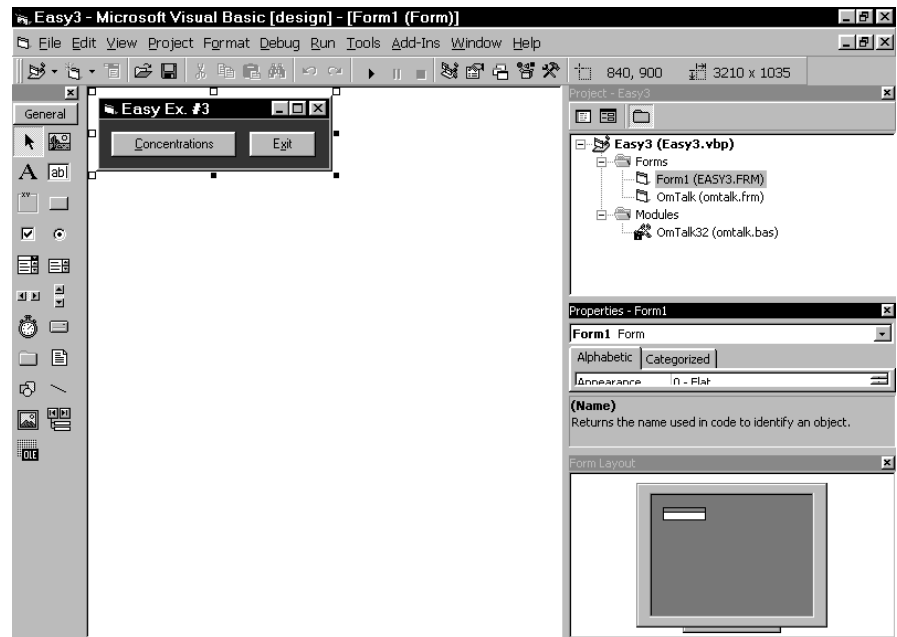 Easy3 - Microsoft Visual Basic [design] - [Form1 (Form)]
File Edit View Project Format Debug Run Tools Add-Ins Window Help
840, 900 3210 x 1035
General
A ab|
xv
OLE
Easy Ex. #3
Concentrations Exit
Project - Easy3
Easy3 (Easy3.vbp)
Forms
Form1 (EASY3.FRM)
OmTalk (omtalk.frm)
Modules
OmTalk32 (omtalk.bas)
Properties - Form1
Form1 Form
Alphabetic Categorized
Appearance 0 - Flat
(Name)
Returns the name used in code to identify an object.
Form Layout